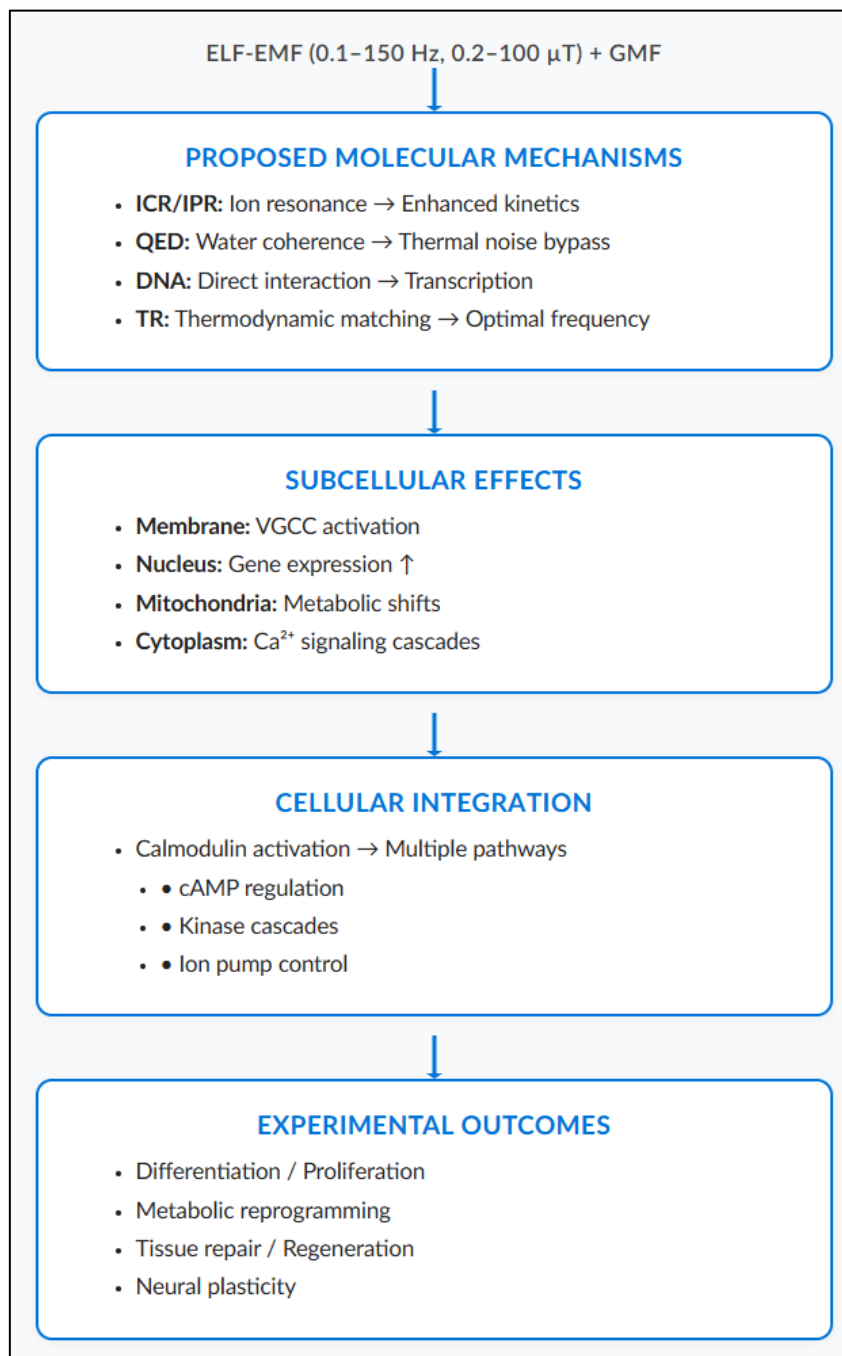 ELF-EMF (0.1–150 Hz, 0.2–100 μT) + GMF
PROPOSED MOLECULAR MECHANISMS
• ICR/IPR: Ion resonance → Enhanced kinetics
• QED: Water coherence → Thermal noise bypass
• DNA: Direct interaction → Transcription
• TR: Thermodynamic matching → Optimal frequency
SUBCELLULAR EFFECTS
• Membrane: VGCC activation
• Nucleus: Gene expression ↑
• Mitochondria: Metabolic shifts
• Cytoplasm: Ca²⁺ signaling cascades
CELLULAR INTEGRATION
• Calmodulin activation → Multiple pathways
• • cAMP regulation
• • Kinase cascades
• • Ion pump control
EXPERIMENTAL OUTCOMES
• Differentiation / Proliferation
• Metabolic reprogramming
• Tissue repair / Regeneration
• Neural plasticity